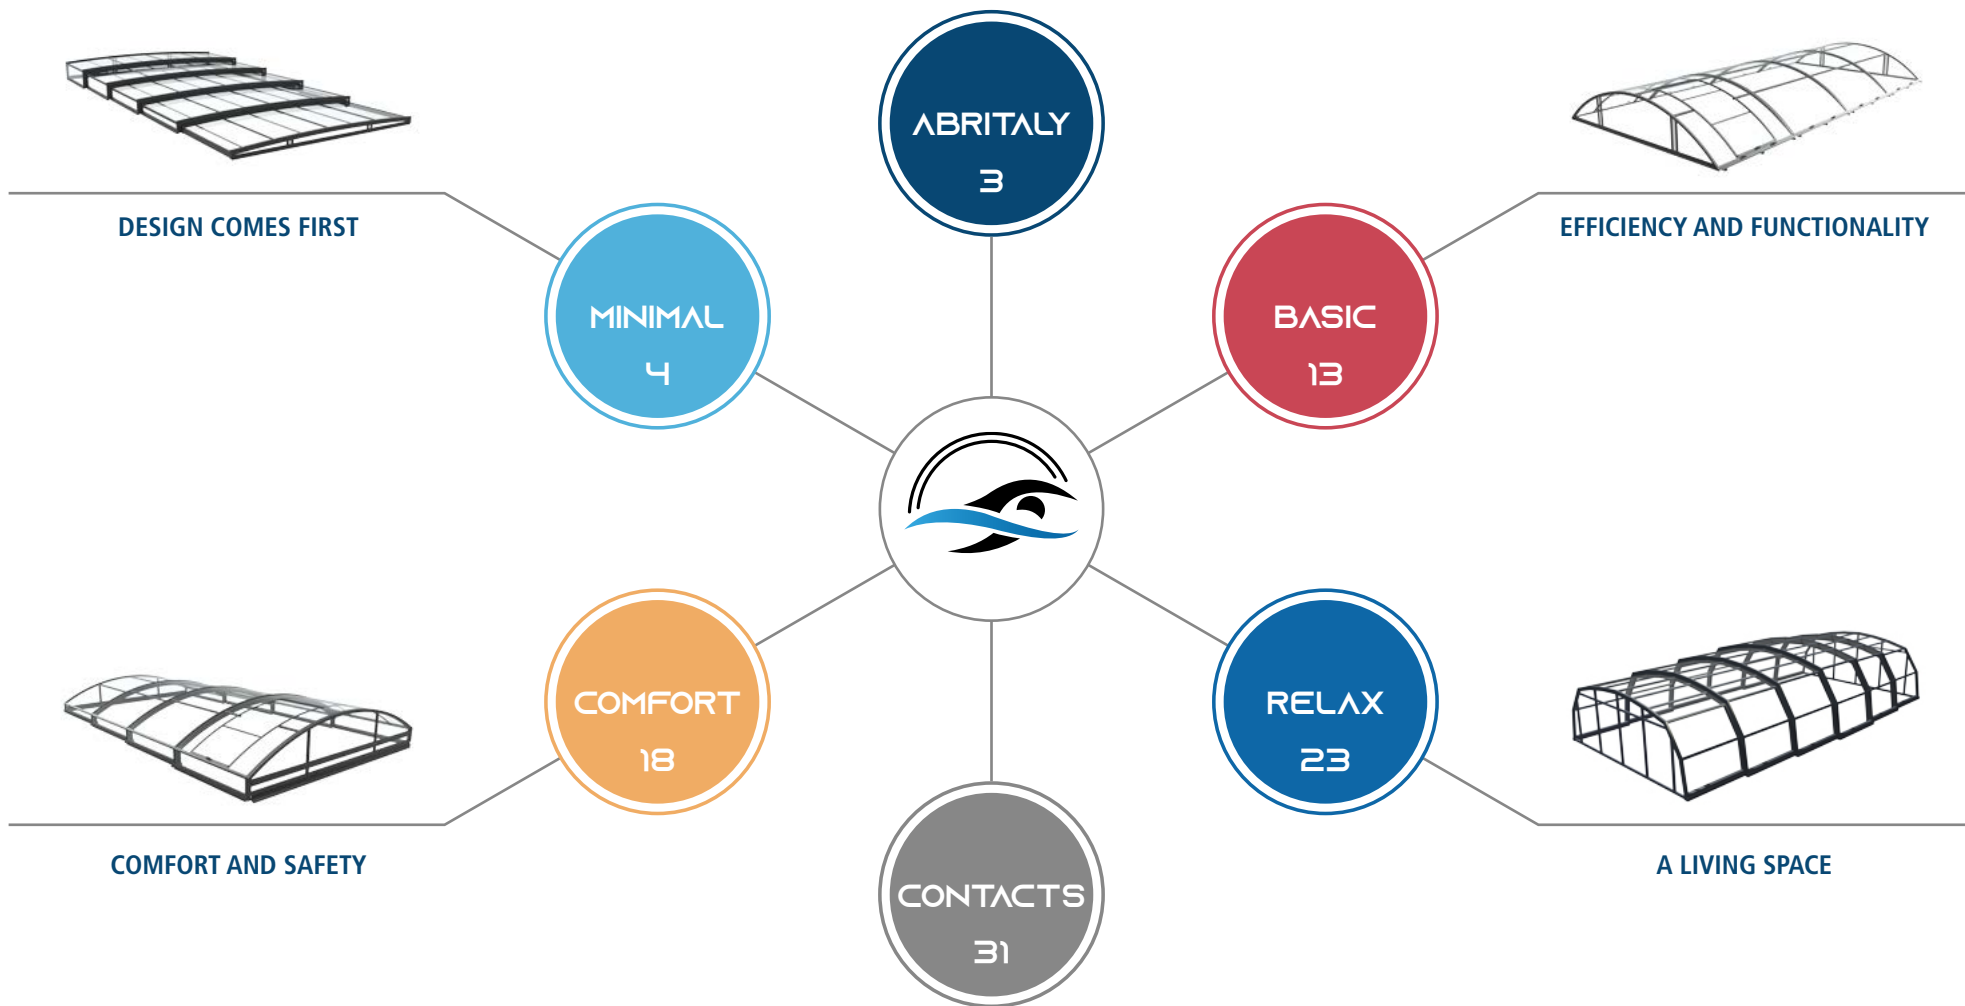 ABRITALY
3
DESIGN COMES FIRST
MINIMAL
4
EFFICIENCY AND FUNCTIONALITY
BASIC
13
COMFORT
18
COMFORT AND SAFETY
RELAX
23
A LIVING SPACE
CONTACTS
31